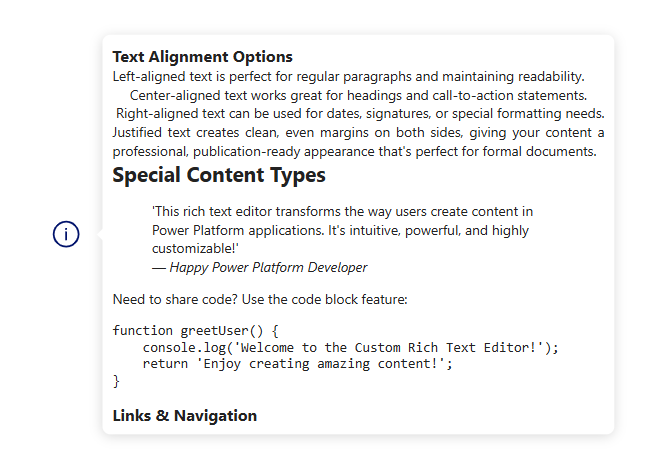 Text Alignment Options
Left-aligned text is perfect for regular paragraphs and maintaining readability.
Center-aligned text works great for headings and call-to-action statements.
Right-aligned text can be used for dates, signatures, or special formatting needs.
Justified text creates clean, even margins on both sides, giving your content a
professional, publication-ready appearance that's perfect for formal documents.
Special Content Types
'This rich text editor transforms the way users create content in
Power Platform applications. It's intuitive, powerful, and highly
customizable!'
— Happy Power Platform Developer
Need to share code? Use the code block feature:
function greetUser() {
    console.log('Welcome to the Custom Rich Text Editor!');
    return 'Enjoy creating amazing content!';
}
Links & Navigation